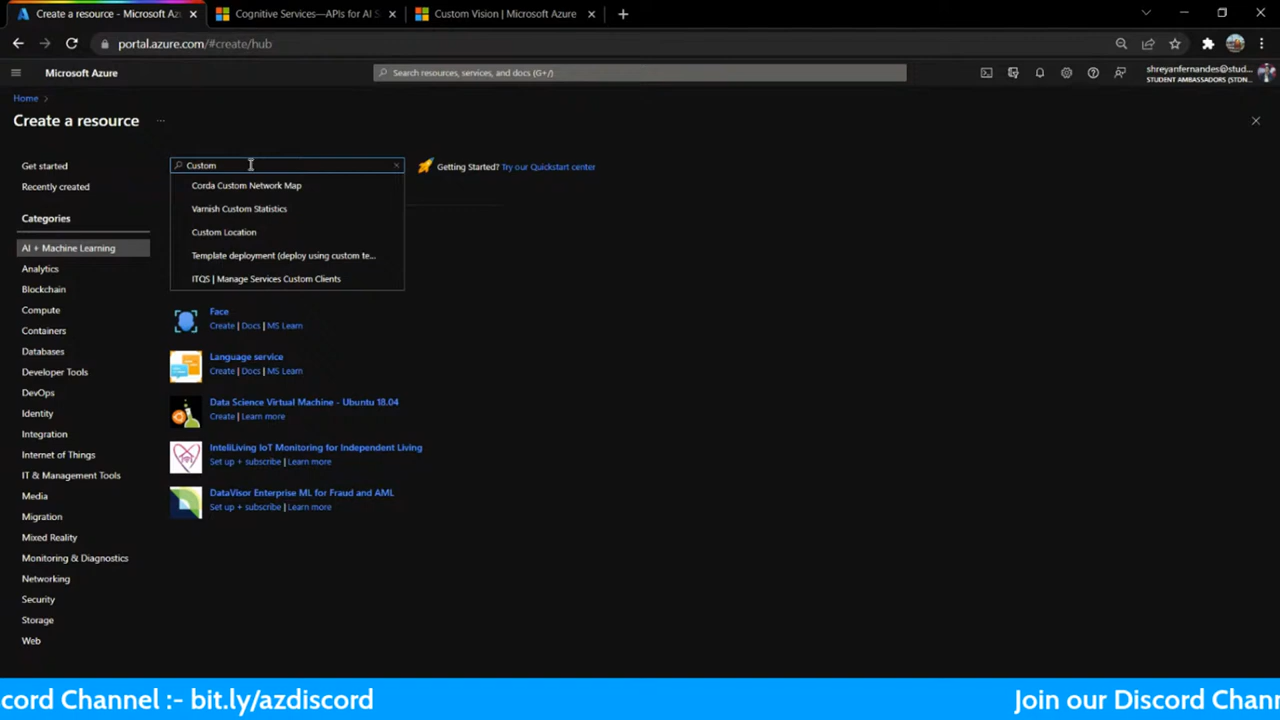 Create a resource - Microsoft Az
Cognitive Services—APIs for AI S
Custom Vision | Microsoft Azure
portal.azure.com/#create/hub
Microsoft Azure
Search resources, services, and docs (G+/)
shreyanfernandes@stud...
STUDENT AMBASSADORS (STDN...
Home
Create a resource
Get started
Recently created
Categories
AI + Machine Learning
Analytics
Blockchain
Compute
Containers
Databases
Developer Tools
DevOps
Identity
Integration
Internet of Things
IT & Management Tools
Media
Migration
Mixed Reality
Monitoring & Diagnostics
Networking
Security
Storage
Web
Custom
Corda Custom Network Map
Varnish Custom Statistics
Custom Location
Template deployment (deploy using custom te...
ITQS | Manage Services Custom Clients
Getting Started? Try our Quickstart center
Face
Create | Docs | MS Learn
Language service
Create | Docs | MS Learn
Data Science Virtual Machine - Ubuntu 18.04
Create | Learn more
InteliLiving IoT Monitoring for Independent Living
Set up + subscribe | Learn more
DataVisor Enterprise ML for Fraud and AML
Set up + subscribe | Learn more
cord Channel :- bit.ly/azdiscord
Join our Discord Chann